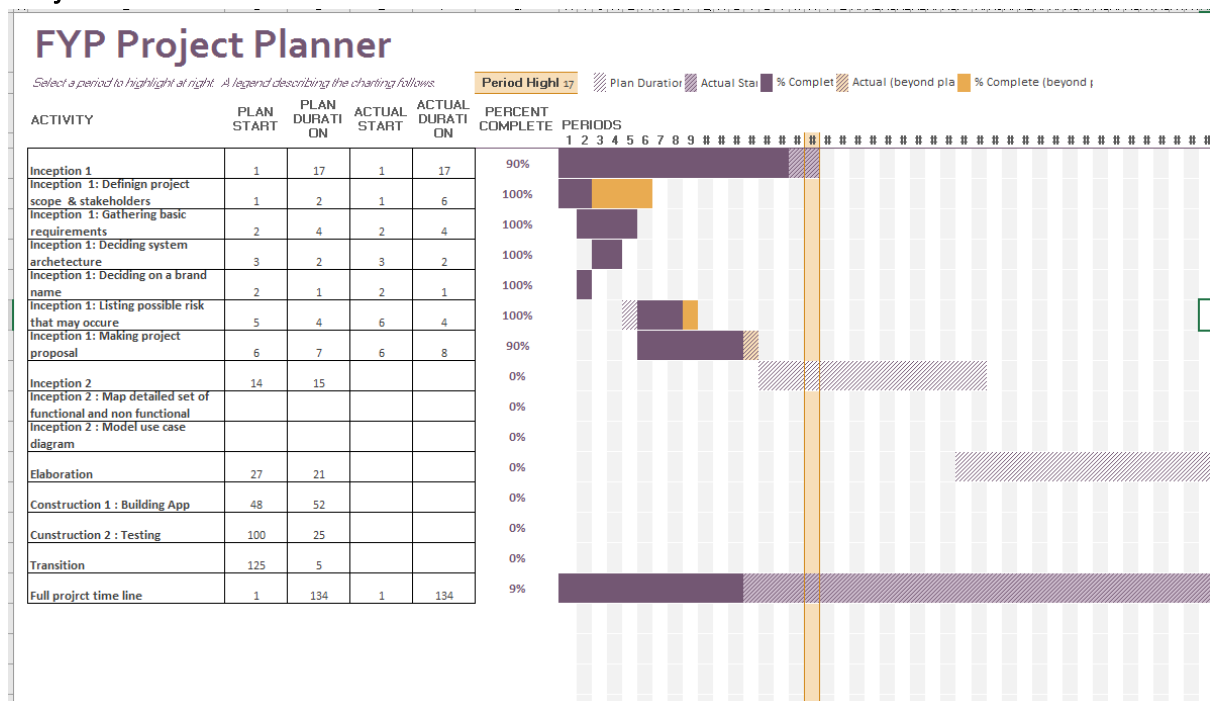 FYP Project Planner
Select a period to highlight at right. A legend describing the charting follows.
Period Highl 17
Plan Duration
Actual Star
% Complet
Actual (beyond pla
% Complete (beyond p
ACTIVITY
PLAN
START
PLAN
DURATI
ON
ACTUAL
START
ACTUAL
DURATI
ON
PERCENT
COMPLETE
PERIODS
1 2 3 4 5 6 7 8 9 # # # # # # # # # # # # # # # # # # # # # # # # # # # # # # # # # #
Inception 1 1 17 1 17 90%
Inception 1: Definign project
scope & stakeholders 1 2 1 6 100%
Inception 1: Gathering basic
requirements 2 4 2 4 100%
Inception 1: Deciding system
archetecture 3 2 3 2 100%
Inception 1: Deciding on a brand
name 2 1 2 1 100%
Inception 1: Listing possible risk
that may occure 5 4 6 4 100%
Inception 1: Making project
proposal 6 7 6 8 90%
Inception 2 14 15 0%
Inception 2 : Map detailed set of
functional and non functional 0%
Inception 2 : Model use case
diagram 0%
Elaboration 27 21 0%
Construction 1 : Building App 48 52 0%
Cunstruction 2 : Testing 100 25 0%
Transition 125 5 0%
Full projrct time line 1 134 1 134 9%